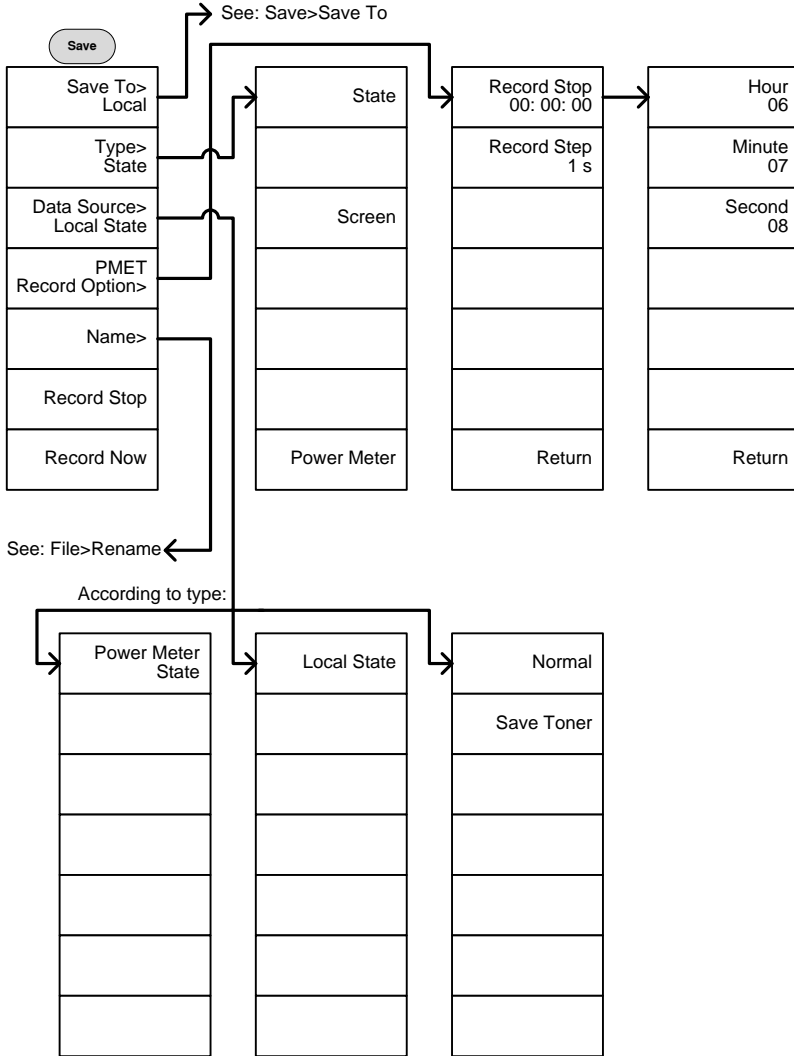 See: Save>Save To
Save
Save To>
Local
Type>
State
Data Source>
Local State
PMET
Record Option>
Name>
Record Stop
Record Now
State
Screen
Power Meter
Record Stop
00: 00: 00
Record Step
1 s
Return
Hour
06
Minute
07
Second
08
Return
See: File>Rename
According to type:
Power Meter
State
Local State
Normal
Save Toner